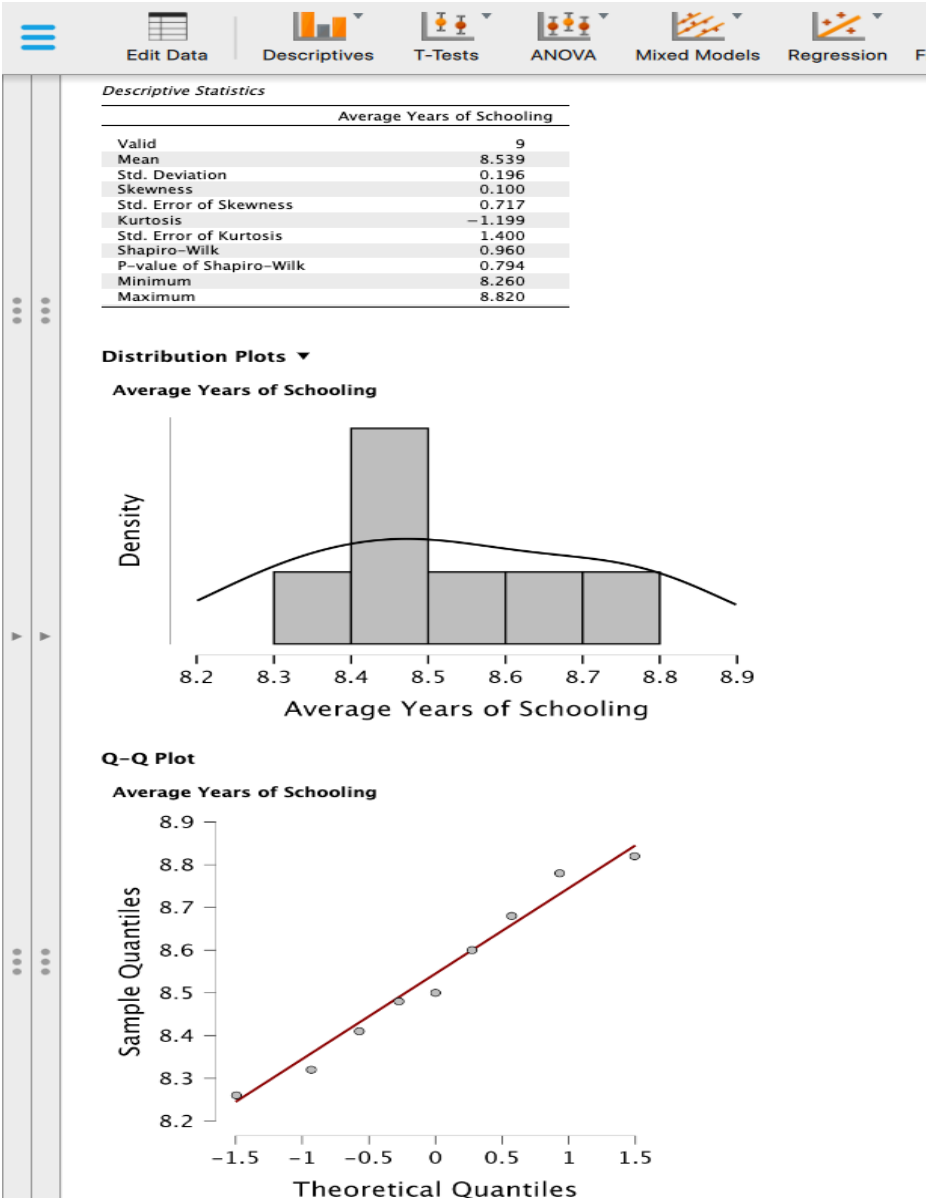 Edit Data Descriptives T-Tests ANOVA Mixed Models Regression F
Descriptive Statistics
Average Years of Schooling
Valid 9
Mean 8.539
Std. Deviation 0.196
Skewness 0.100
Std. Error of Skewness 0.717
Kurtosis −1.199
Std. Error of Kurtosis 1.400
Shapiro-Wilk 0.960
P-value of Shapiro-Wilk 0.794
Minimum 8.260
Maximum 8.820
Distribution Plots ▼
Average Years of Schooling
Density
8.2 8.3 8.4 8.5 8.6 8.7 8.8 8.9
Average Years of Schooling
Q-Q Plot
Average Years of Schooling
8.9
8.8
8.7
8.6
8.5
8.4
8.3
8.2
Sample Quantiles
-1.5 -1 -0.5 0 0.5 1 1.5
Theoretical Quantiles